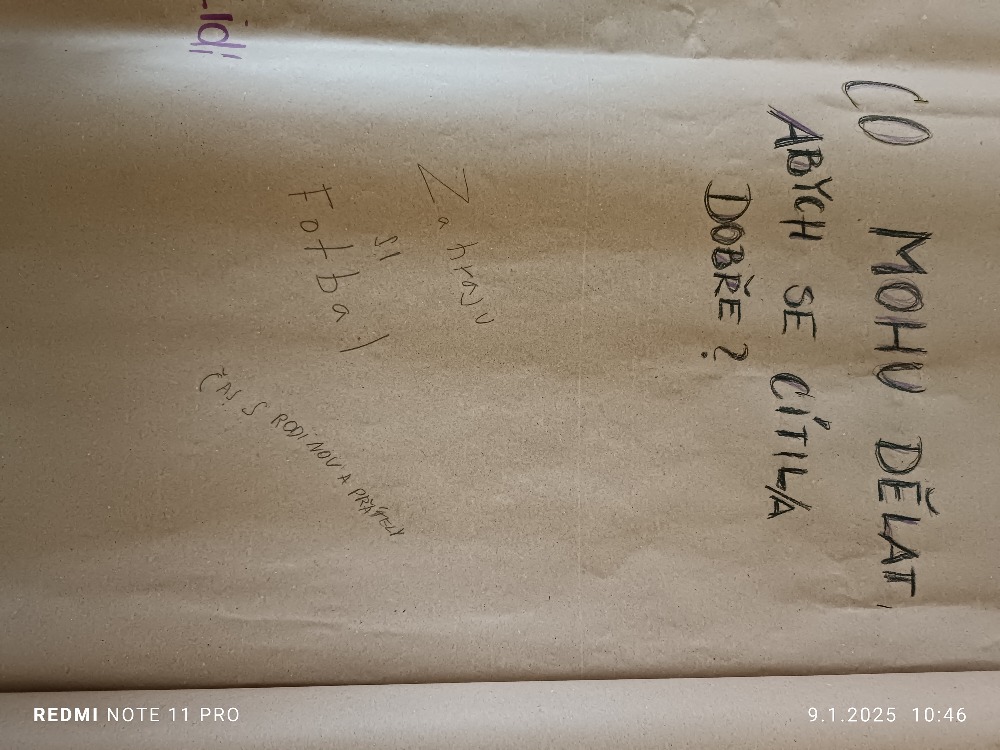 CO MOHU DĚLAT,
ABYCH SE CÍTIL/A
DOBŘE?
Zahraju
si
Fotbal
ČAS S RODINOU A PŘÁTELY
REDMI NOTE 11 PRO
9.1.2025 10:46